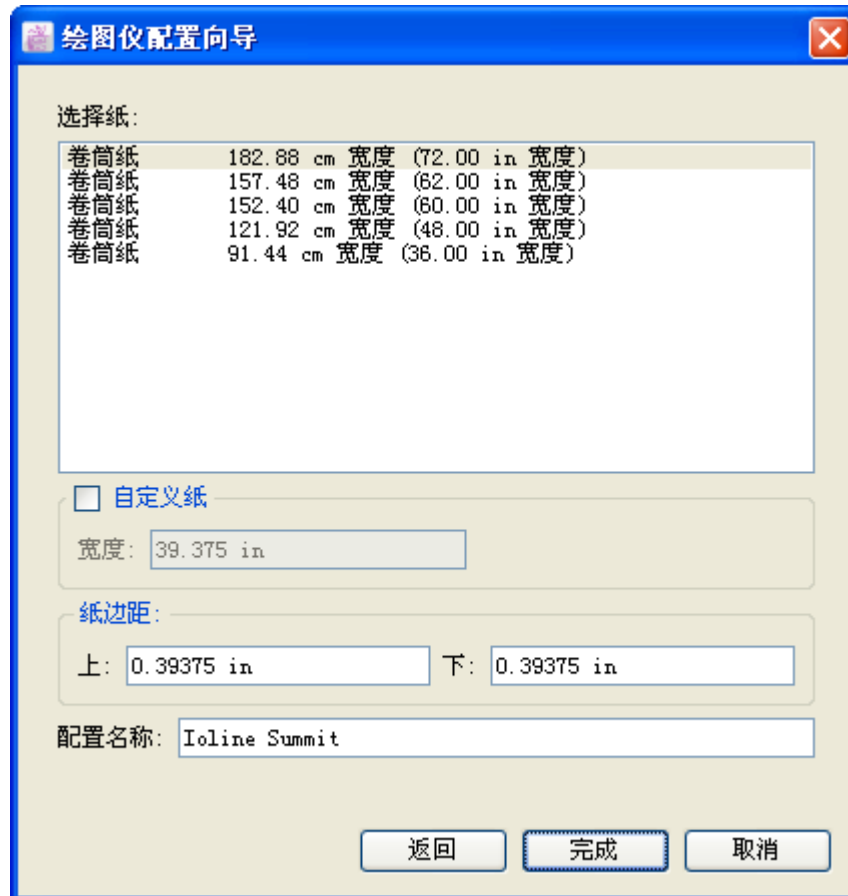 绘图仪配置向导
选择纸:
卷筒纸 182.88 cm 宽度 (72.00 in 宽度)
卷筒纸 157.48 cm 宽度 (62.00 in 宽度)
卷筒纸 152.40 cm 宽度 (60.00 in 宽度)
卷筒纸 121.92 cm 宽度 (48.00 in 宽度)
卷筒纸 91.44 cm 宽度 (36.00 in 宽度)
自定义纸
宽度: 39.375 in
纸边距:
上: 0.39375 in 下: 0.39375 in
配置名称: Ioline Summit
返回 完成 取消